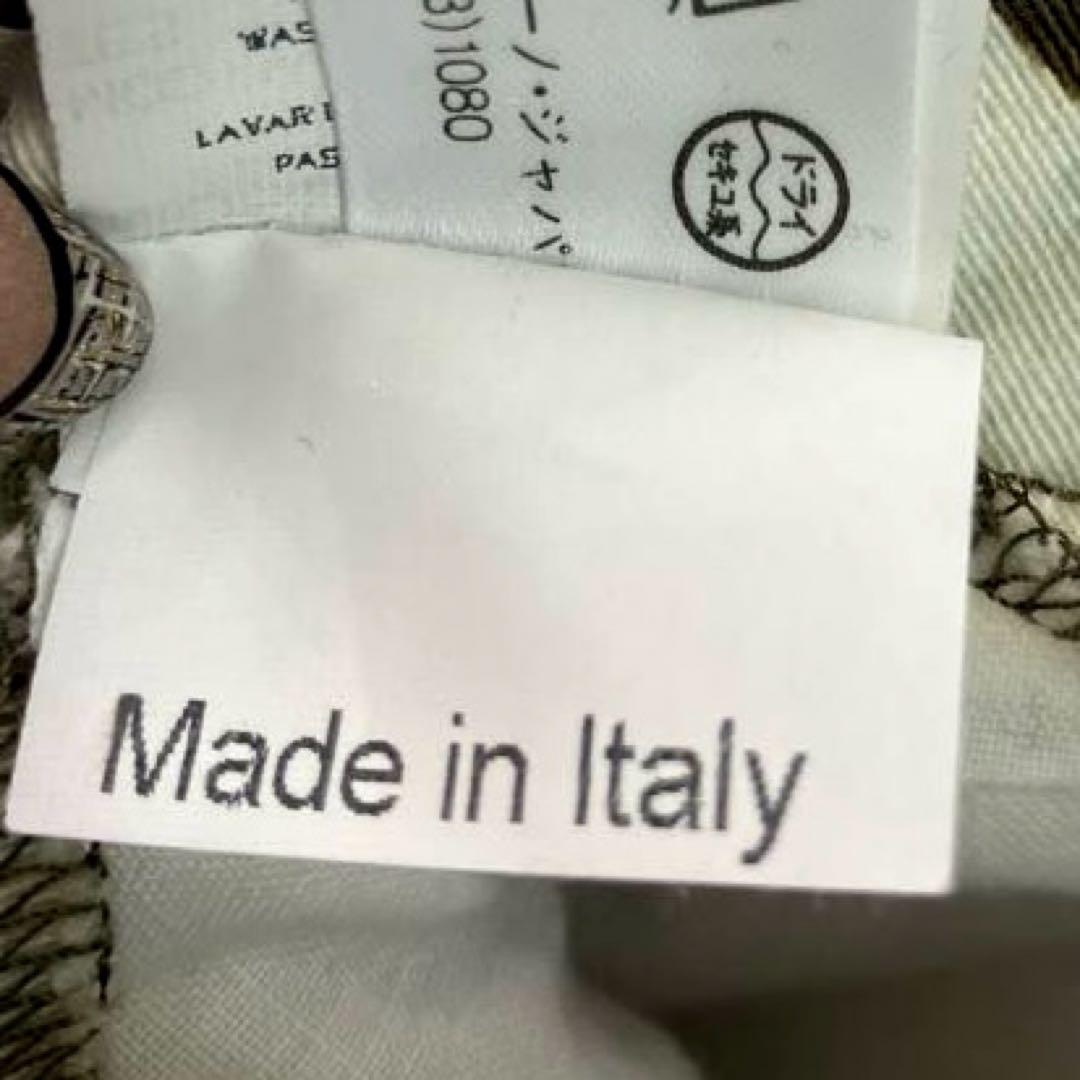 WAS
LAVAR
PAS
ー ノ・ジャパ
3)1080
ドライ
セキユ系
Made in Italy